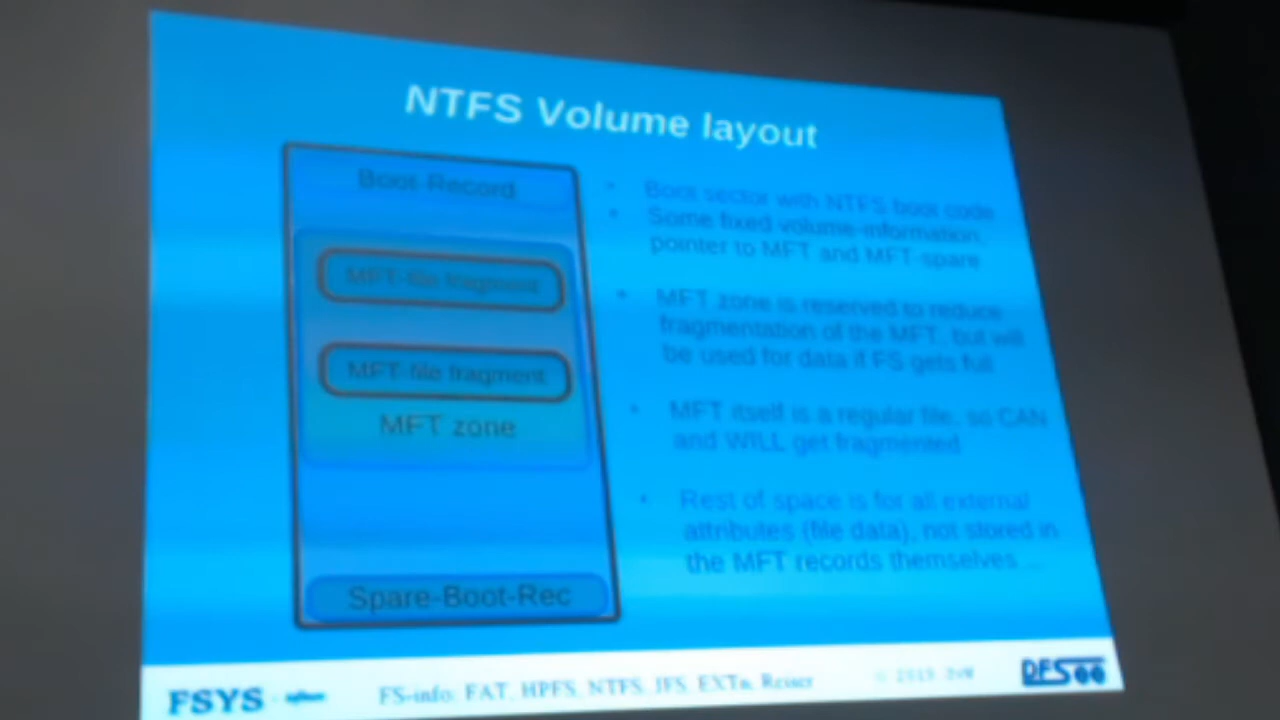 NTFS Volume layout
Boot Record
MFT-file fragment
MFT-file fragment
MFT zone
Spare-Boot-Rec
• Boot sector with NTFS boot code
• Some fixed volume-information,
pointer to MFT and MFT-spare
• MFT zone is reserved to reduce
fragmentation of the MFT, but will
be used for data if FS gets full
• MFT itself is a regular file, so CAN
and WILL get fragmented
• Rest of space is for all external
attributes (file data), not stored in
the MFT records themselves ...
FSYS -
FS-info: FAT, HPFS, NTFS, JFS, EXTn, Reiser
© 2015 JvW
DFSee